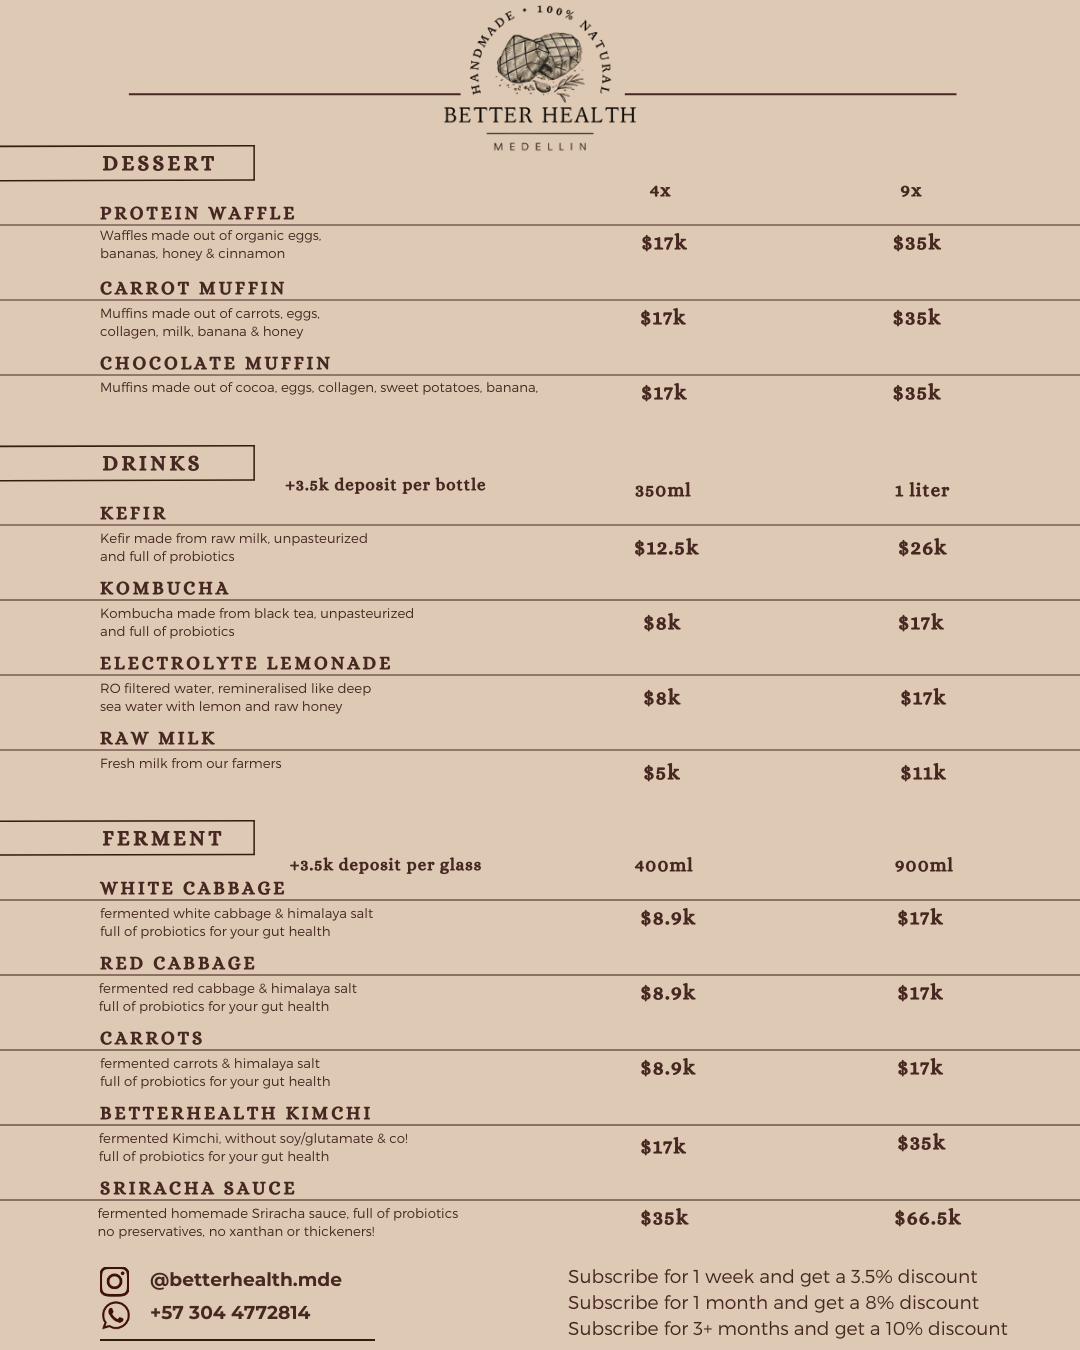 HANDMADE • 100% NATURAL
BETTER HEALTH
MEDELLIN
DESSERT
4x 9x
PROTEIN WAFFLE
Waffles made out of organic eggs,
bananas, honey & cinnamon
$17k $35k
CARROT MUFFIN
Muffins made out of carrots, eggs,
collagen, milk, banana & honey
$17k $35k
CHOCOLATE MUFFIN
Muffins made out of cocoa, eggs, collagen, sweet potatoes, banana,
$17k $35k
DRINKS
+3.5k deposit per bottle 350ml 1 liter
KEFIR
Kefir made from raw milk, unpasteurized
and full of probiotics
$12.5k $26k
KOMBUCHA
Kombucha made from black tea, unpasteurized
and full of probiotics
$8k $17k
ELECTROLYTE LEMONADE
RO filtered water, remineralised like deep
sea water with lemon and raw honey
$8k $17k
RAW MILK
Fresh milk from our farmers
$5k $11k
FERMENT
+3.5k deposit per glass 400ml 900ml
WHITE CABBAGE
fermented white cabbage & himalaya salt
full of probiotics for your gut health
$8.9k $17k
RED CABBAGE
fermented red cabbage & himalaya salt
full of probiotics for your gut health
$8.9k $17k
CARROTS
fermented carrots & himalaya salt
full of probiotics for your gut health
$8.9k $17k
BETTERHEALTH KIMCHI
fermented Kimchi, without soy/glutamate & co!
full of probiotics for your gut health
$17k $35k
SRIRACHA SAUCE
fermented homemade Sriracha sauce, full of probiotics
no preservatives, no xanthan or thickeners!
$35k $66.5k
@betterhealth.mde
+57 304 4772814
Subscribe for 1 week and get a 3.5% discount
Subscribe for 1 month and get a 8% discount
Subscribe for 3+ months and get a 10% discount